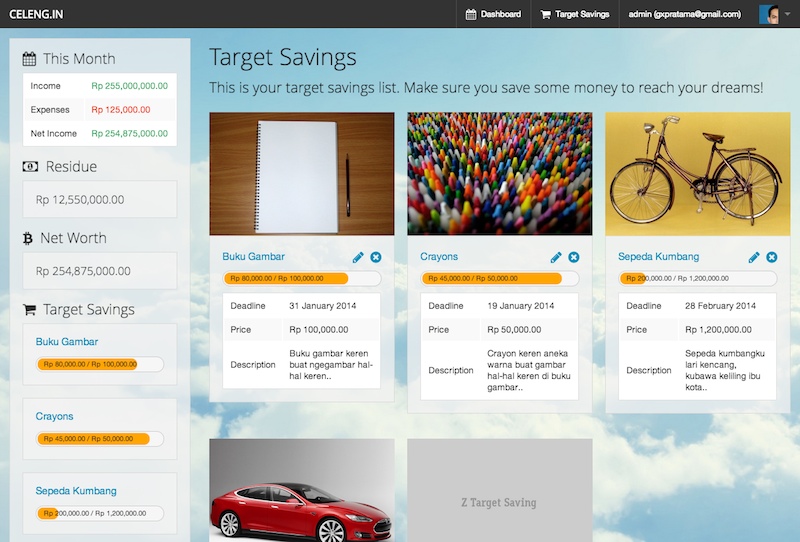 CELENG.IN
Dashboard
Target Savings
admin (gxpratama@gmail.com)
This Month
Income Rp 255,000,000.00
Expenses Rp 125,000.00
Net Income Rp 254,875,000.00
Residue
Rp 12,550,000.00
Net Worth
Rp 254,875,000.00
Target Savings
Buku Gambar
Rp 80,000.00 / Rp 100,000.00
Crayons
Rp 45,000.00 / Rp 50,000.00
Sepeda Kumbang
Rp 200,000.00 / Rp 1,200,000.00
Target Savings
This is your target savings list. Make sure you save some money to reach your dreams!
Buku Gambar
Rp 80,000.00 / Rp 100,000.00
Deadline 31 January 2014
Price Rp 100,000.00
Description
Buku gambar keren
buat ngegambar hal-
hal keren..
Crayons
Rp 45,000.00 / Rp 50,000.00
Deadline 19 January 2014
Price Rp 50,000.00
Description
Crayon keren aneka
warna buat gambar
hal-hal keren di buku
gambar..
Sepeda Kumbang
Rp 200,000.00 / Rp 1,200,000.00
Deadline 28 February 2014
Price Rp 1,200,000.00
Description
Sepeda kumbangku
lari kencang,
kubawa keliling ibu
kota..
Z Target Saving